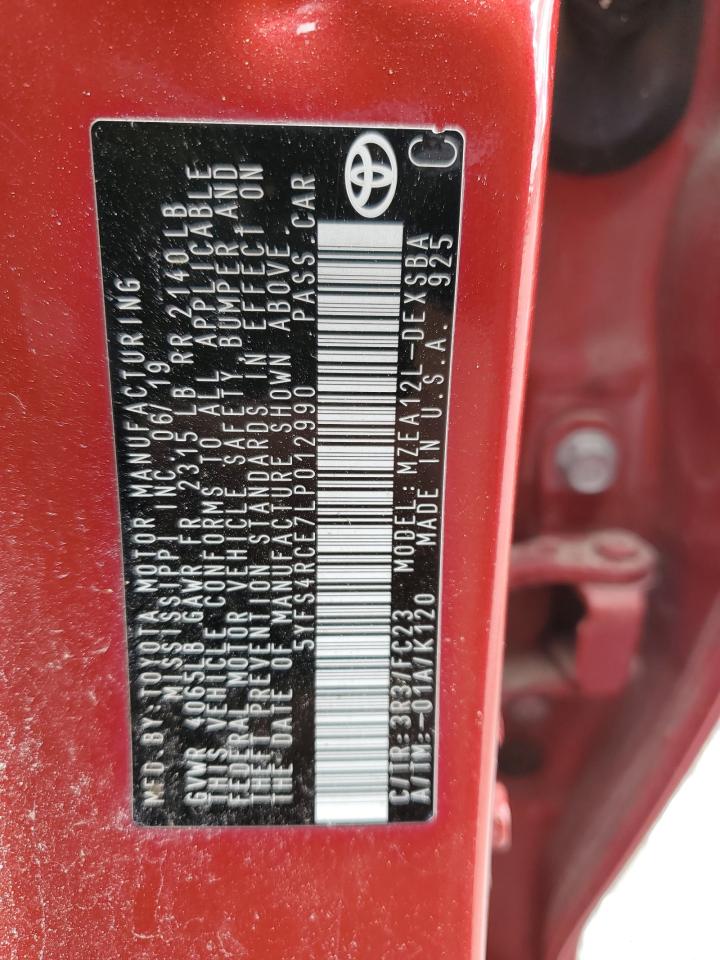 MFD.BY:TOYOTA MOTOR MANUFACTURING
MISSISSIPPI INC 06/19
GVWR 4065LB GAWR FR 2315 LB RR 2140 LB
THIS VEHICLE CONFORMS TO ALL APPLICABLE
FEDERAL MOTOR VEHICLE SAFETY, BUMPER AND
THEFT PREVENTION STANDARDS IN EFFECT ON
THE DATE OF MANUFACTURE SHOWN ABOVE.
5YFS4RCE7LP012990 PASS.CAR
C/TR:3R3/FC23 MODEL:MZEA12L-DEXSBA
A/TM:-01A/K120 MADE IN U.S.A. 925
C